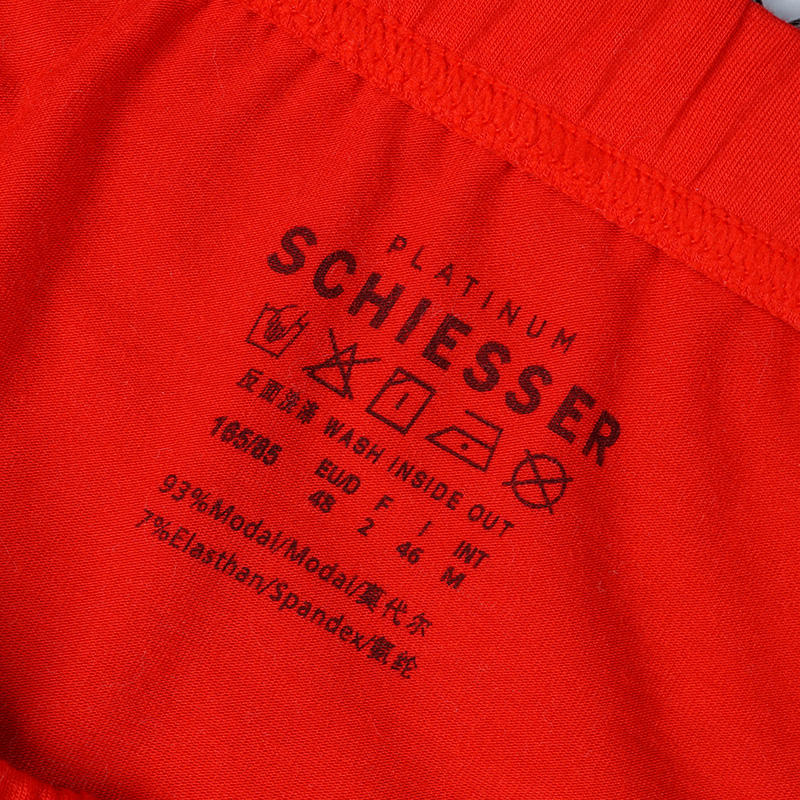 PLATINUM
SCHIESSER
反面洗涤 WASH INSIDE OUT
165/85 EU/D F I INT
48 2 46 M
93%Modal/Modal/莫代尔
7%Elasthan/Spandex/氨纶